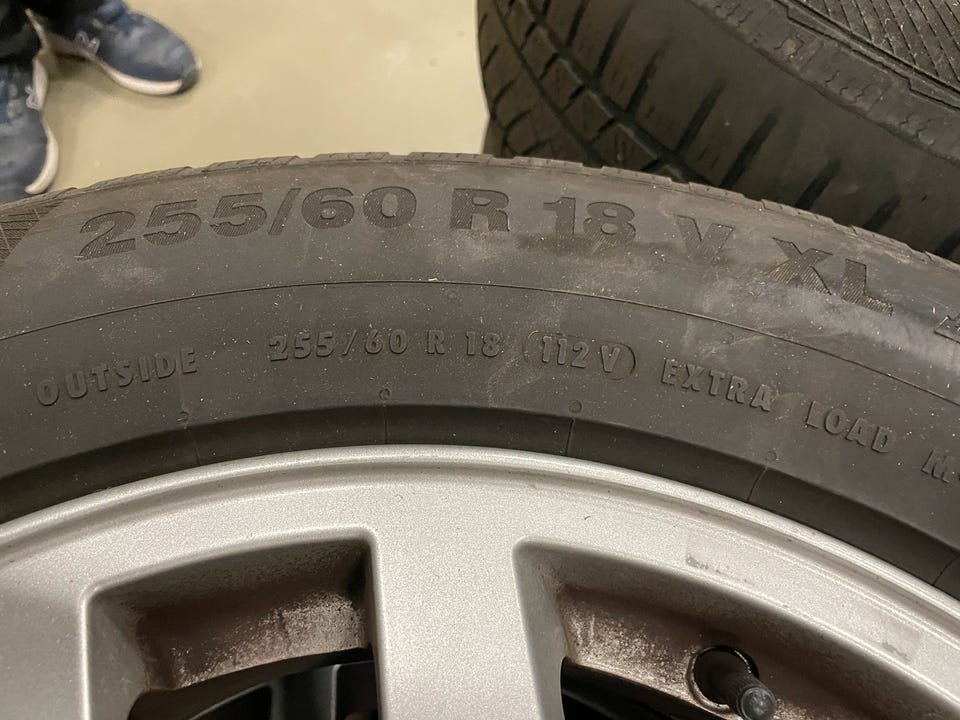 255/60 R 18 V XL
OUTSIDE 255/60 R 18 112 V EXTRA LOAD